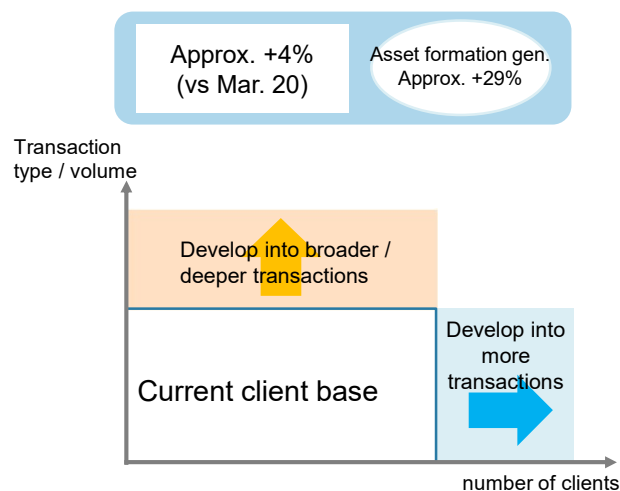 Approx. +4%
(vs Mar. 20)
Asset formation gen.
Approx. +29%
Transaction
type / volume
Develop into broader /
deeper transactions
Develop into
more
transactions
Current client base
number of clients